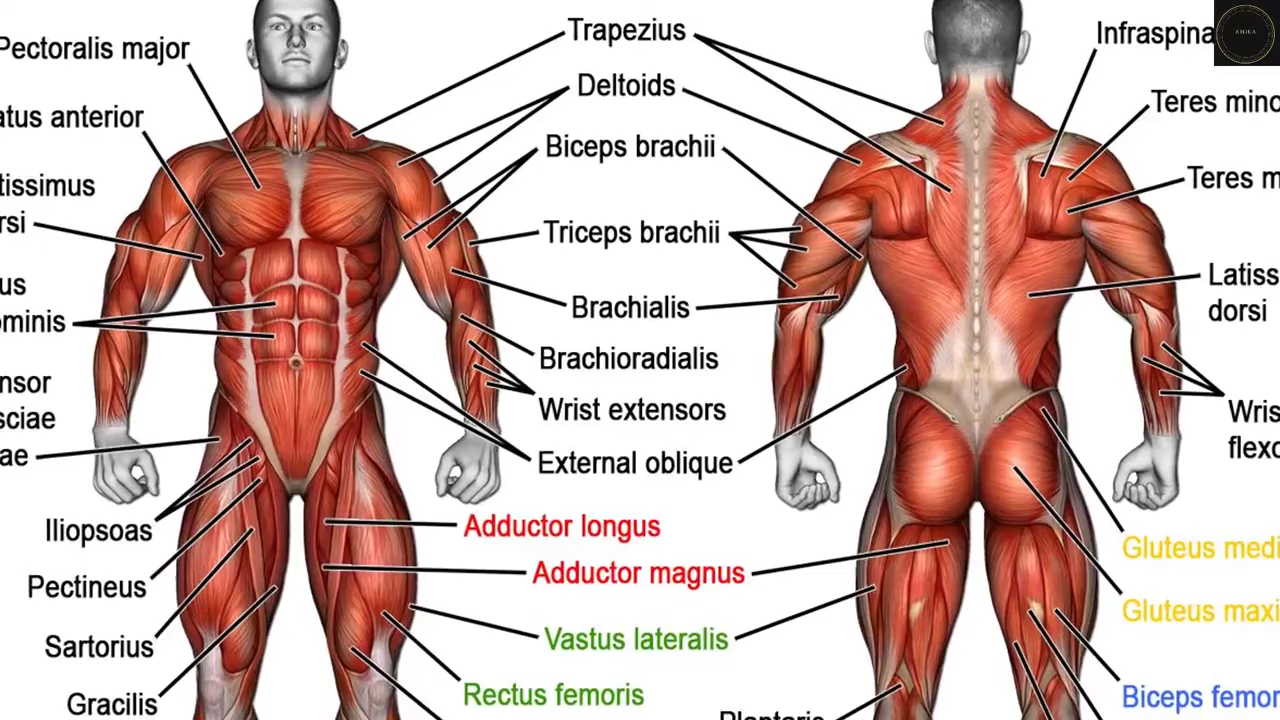 Pectoralis major
Trapezius
Infraspina
ANIKA
atus anterior
Deltoids
Teres mino
Biceps brachii
tissimus
rsi
Teres m
Triceps brachii
us
ominis
Brachialis
Latiss
dorsi
Brachioradialis
nsor
sciae
ae
Wrist extensors
Wris
flexo
External oblique
Iliopsoas
Adductor longus
Gluteus medi
Pectineus
Adductor magnus
Gluteus maxi
Sartorius
Vastus lateralis
Gracilis
Rectus femoris
Biceps femor
Plantaris